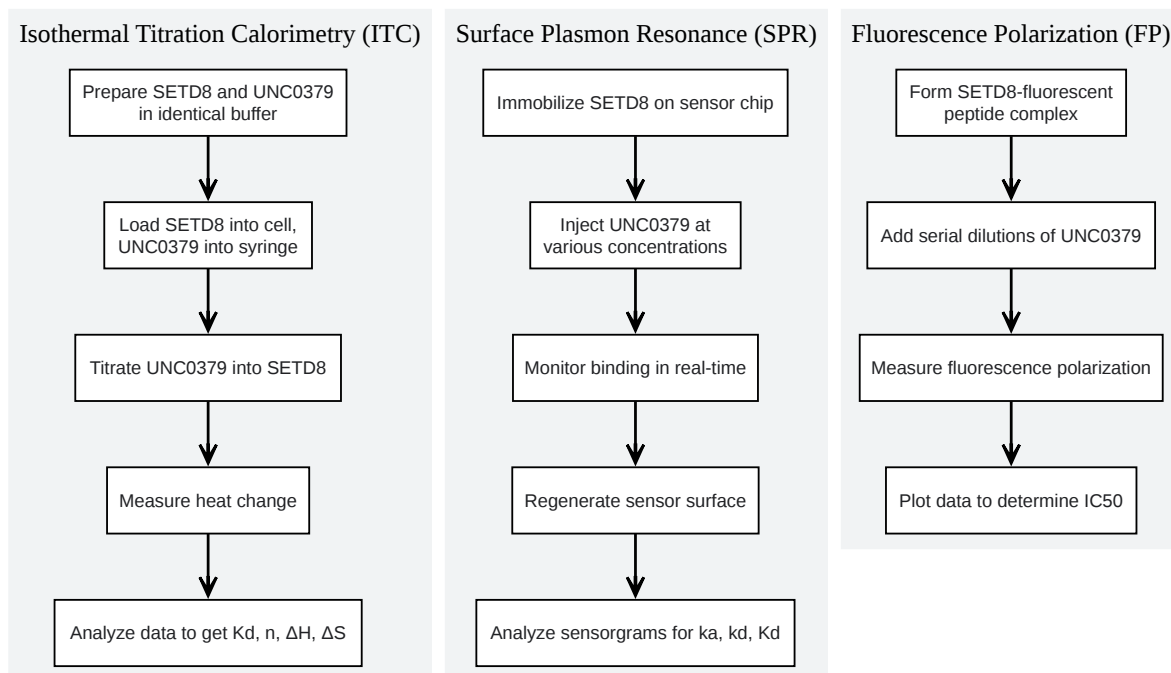 Isothermal Titration Calorimetry (ITC)
Prepare SETD8 and UNC0379
in identical buffer
Load SETD8 into cell,
UNC0379 into syringe
Titrate UNC0379 into SETD8
Measure heat change
Analyze data to get Kd, n, ΔH, ΔS
Surface Plasmon Resonance (SPR)
Immobilize SETD8 on sensor chip
Inject UNC0379 at
various concentrations
Monitor binding in real-time
Regenerate sensor surface
Analyze sensorgrams for ka, kd, Kd
Fluorescence Polarization (FP)
Form SETD8-fluorescent
peptide complex
Add serial dilutions of UNC0379
Measure fluorescence polarization
Plot data to determine IC50